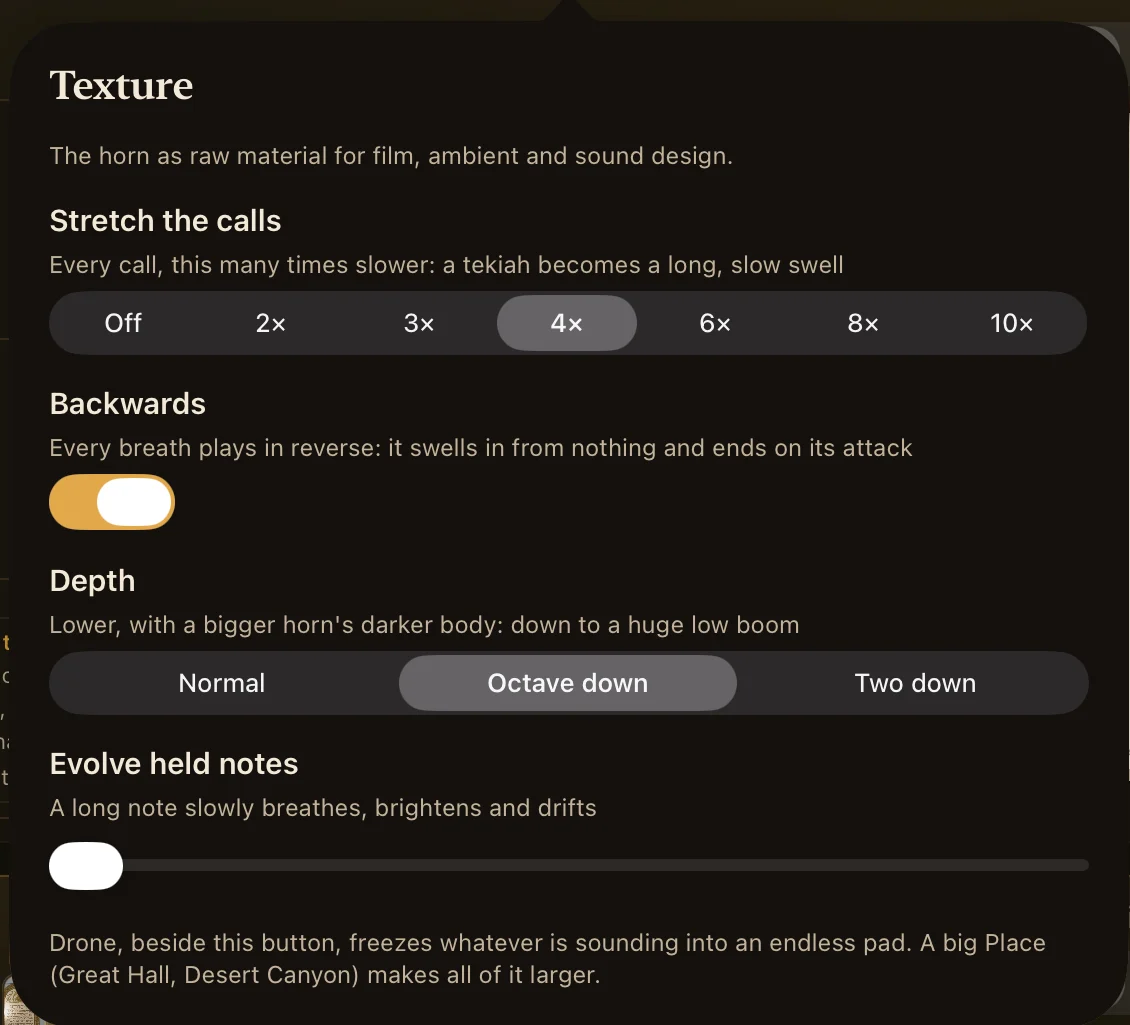 Texture
The horn as raw material for film, ambient and sound design.
Stretch the calls
Every call, this many times slower: a tekiah becomes a long, slow swell
Off 2× 3× 4× 6× 8× 10×
Backwards
Every breath plays in reverse: it swells in from nothing and ends on its attack
Depth
Lower, with a bigger horn's darker body: down to a huge low boom
Normal Octave down Two down
Evolve held notes
A long note slowly breathes, brightens and drifts
Drone, beside this button, freezes whatever is sounding into an endless pad. A big Place
(Great Hall, Desert Canyon) makes all of it larger.